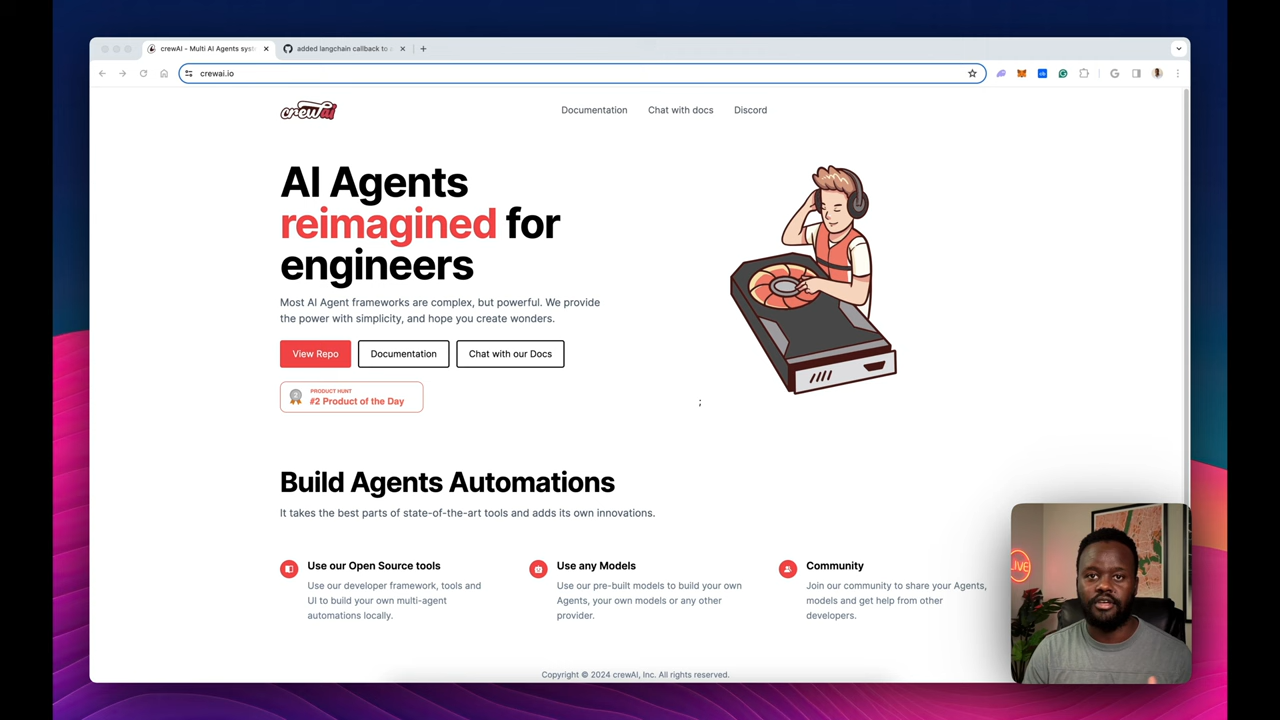 crewAI - Multi AI Agents syst
added langchain callback to a
crewai.io
crewai
Documentation
Chat with docs
Discord
AI Agents
reimagined for
engineers
Most AI Agent frameworks are complex, but powerful. We provide
the power with simplicity, and hope you create wonders.
View Repo
Documentation
Chat with our Docs
2
PRODUCT HUNT
#2 Product of the Day
;
Build Agents Automations
It takes the best parts of state-of-the-art tools and adds its own innovations.
Use our Open Source tools
Use our developer framework, tools and
UI to build your own multi-agent
automations locally.
Use any Models
Use our pre-built models to build your own
Agents, your own models or any other
provider.
Community
Join our community to share your Agents,
models and get help from other
developers.
LIVE
Copyright © 2024 crewAI, Inc. All rights reserved.